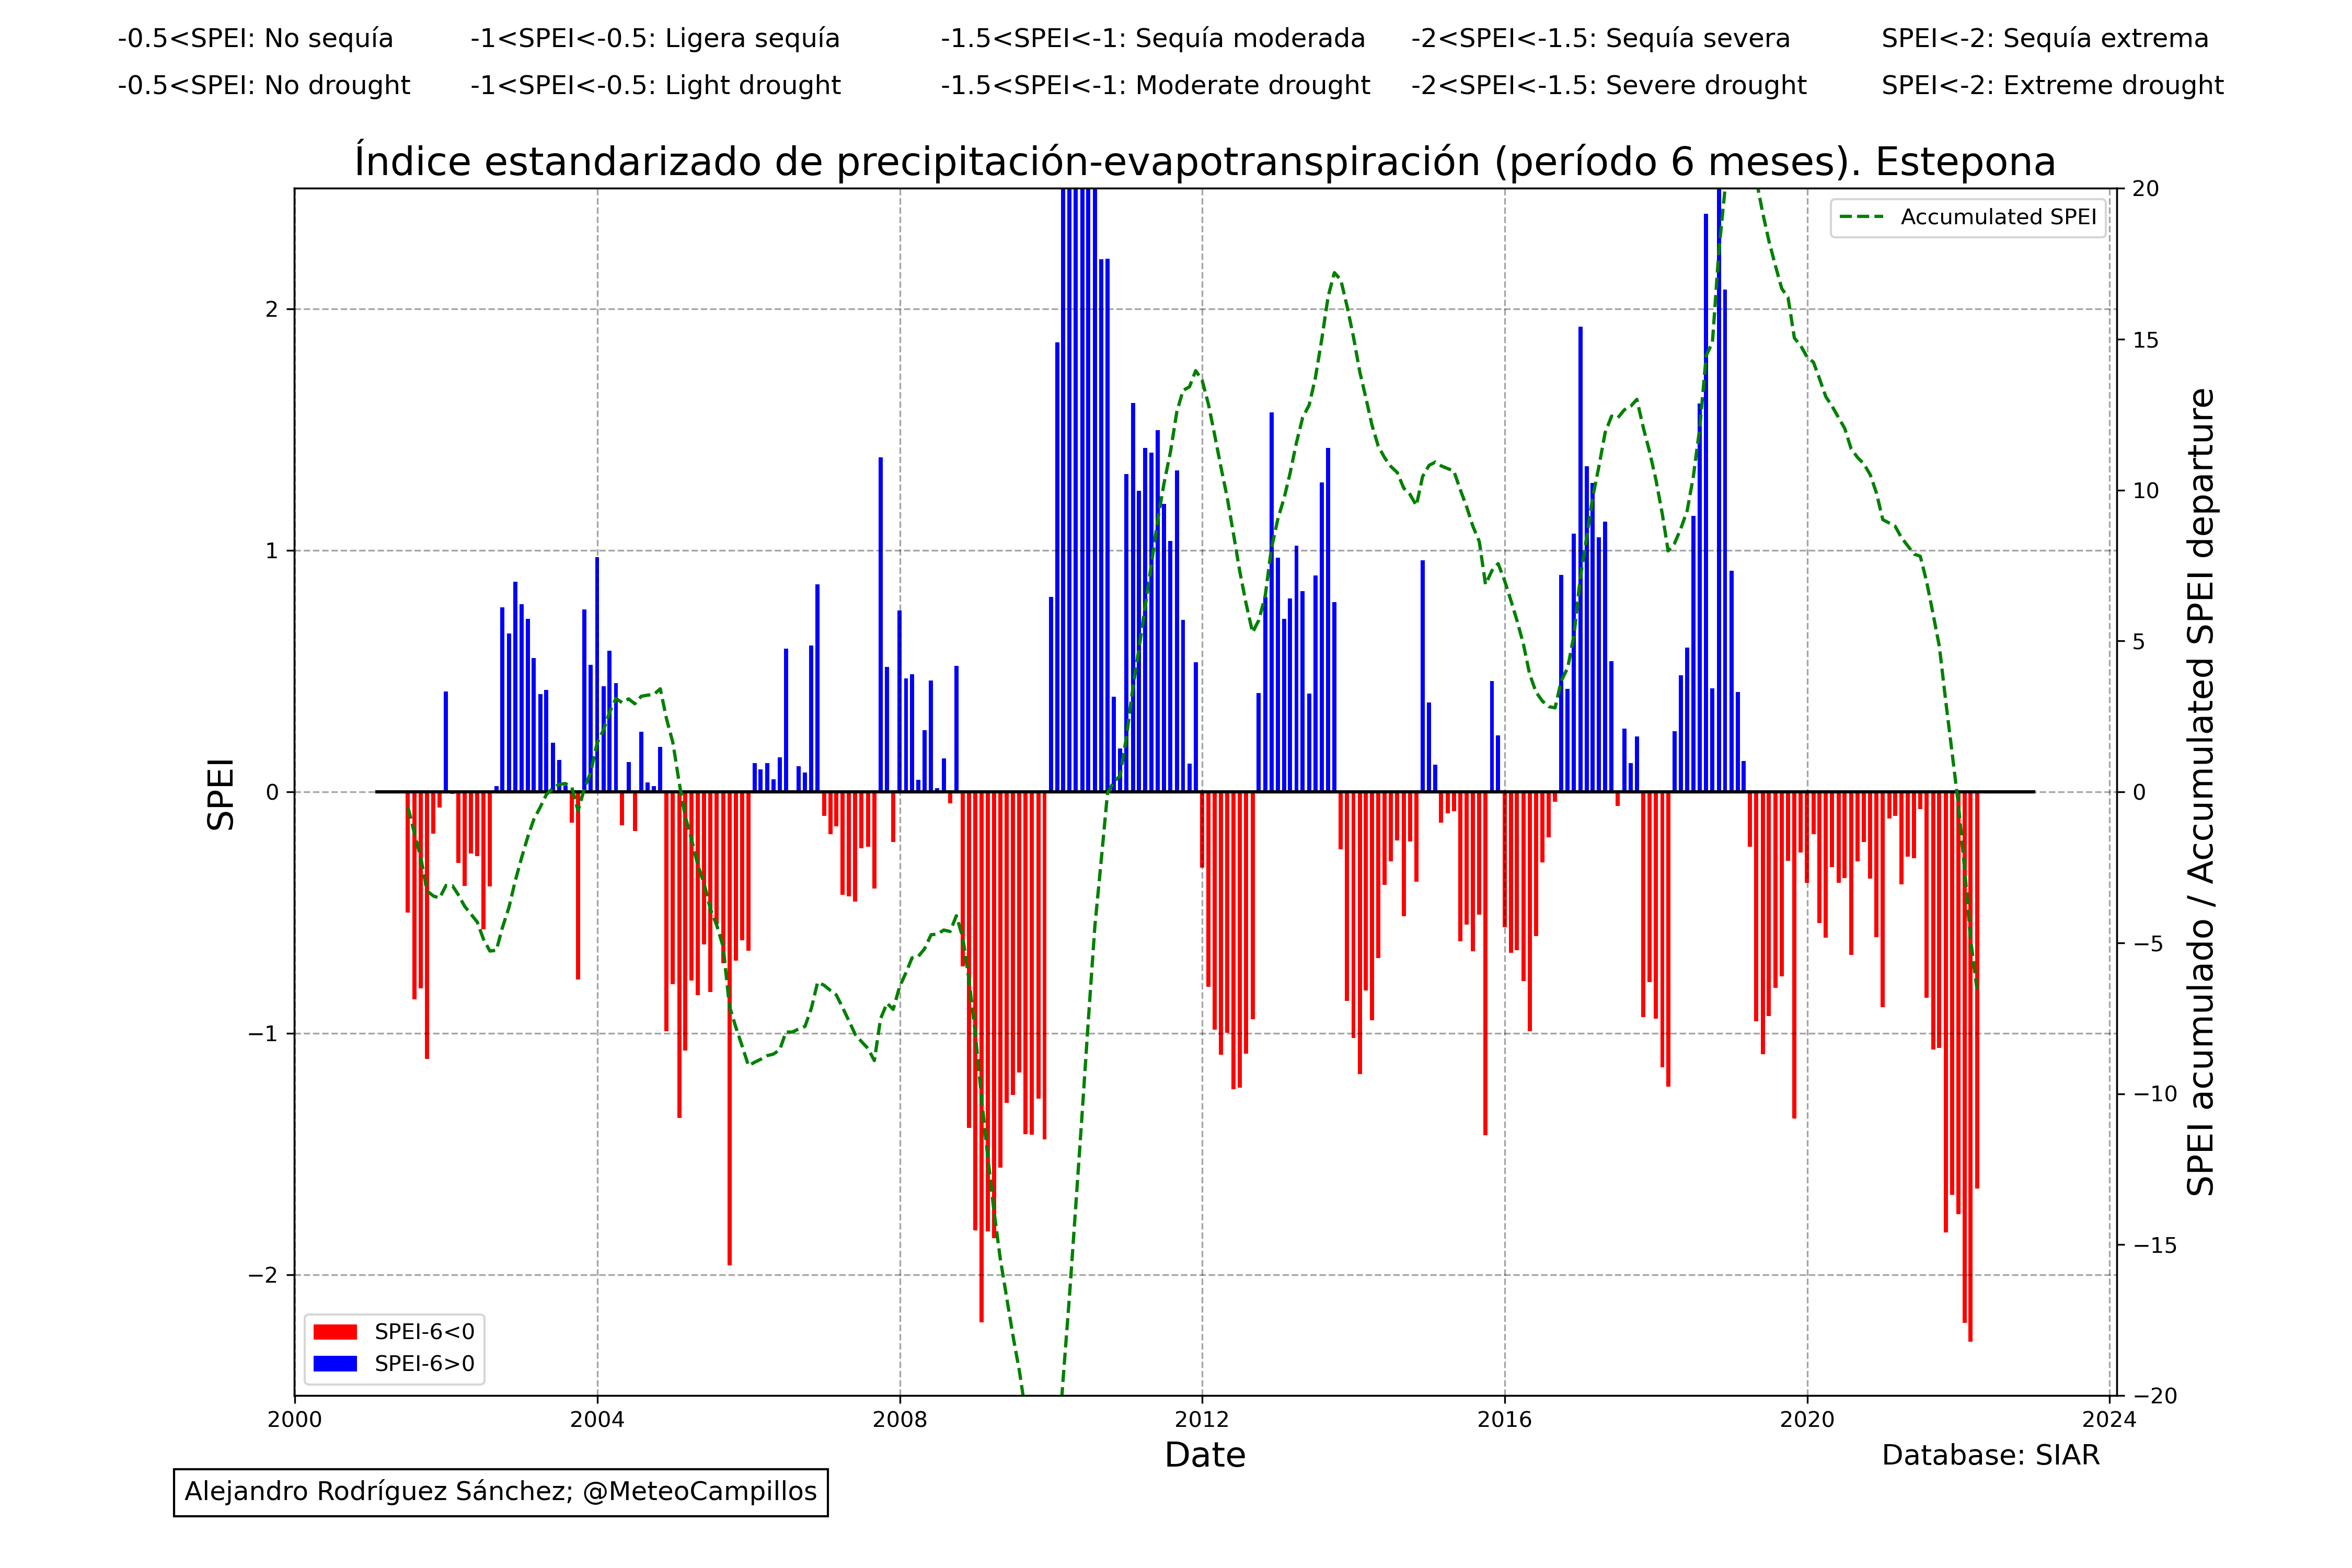 -0.5<SPEI: No sequía   -1<SPEI<-0.5: Ligera sequía   -1.5<SPEI<-1: Sequía moderada   -2<SPEI<-1.5: Sequía severa   SPEI<-2: Sequía extrema
-0.5<SPEI: No drought   -1<SPEI<-0.5: Light drought   -1.5<SPEI<-1: Moderate drought   -2<SPEI<-1.5: Severe drought   SPEI<-2: Extreme drought
Índice estandarizado de precipitación-evapotranspiración (período 6 meses). Estepona
Accumulated SPEI
SPEI
2
1
0
−1
−2
20
15
10
5
0
−5
−10
−15
−20
SPEI acumulado / Accumulated SPEI departure
SPEI-6<0
SPEI-6>0
2000 2004 2008 2012 2016 2020 2024
Date
Database: SIAR
Alejandro Rodríguez Sánchez; @MeteoCampillos